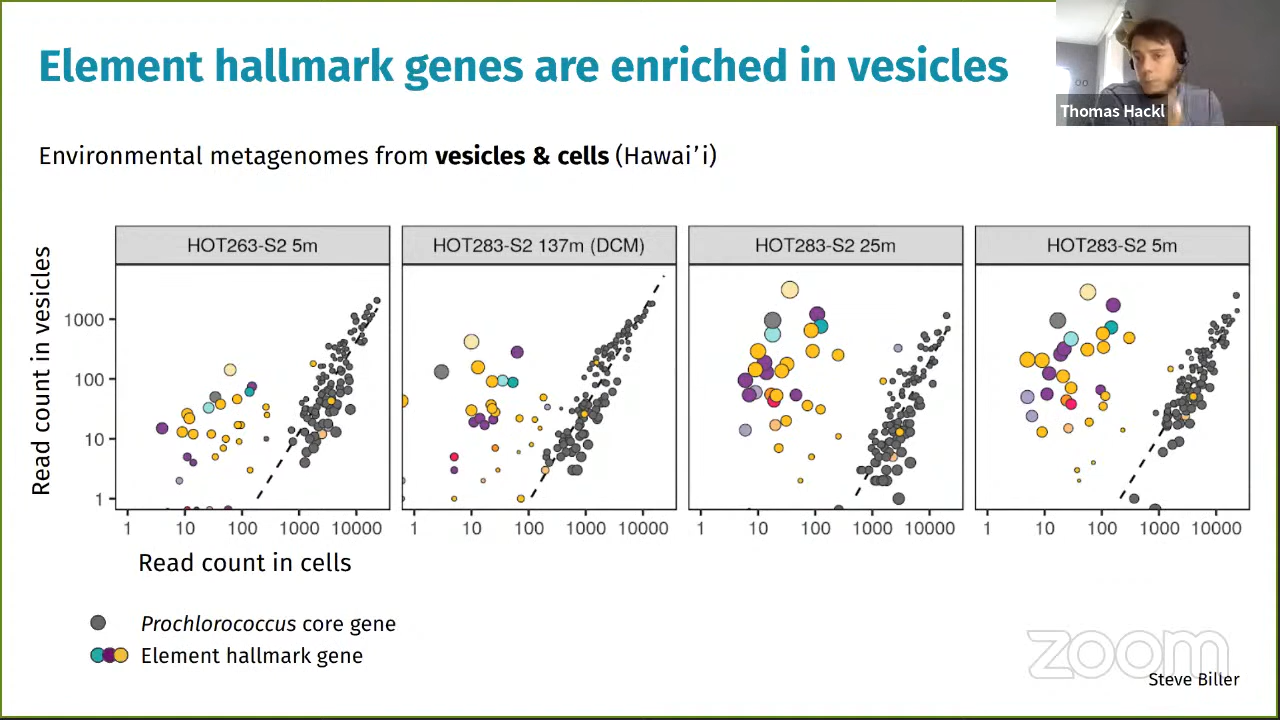 Element hallmark genes are enriched in vesicles
Thomas Hackl
Environmental metagenomes from vesicles & cells (Hawaiʼi)
Read count in vesicles
HOT263-S2 5m
HOT283-S2 137m (DCM)
HOT283-S2 25m
HOT283-S2 5m
1000
100
10
1
1 10 100 1000 10000
1 10 100 1000 10000
1 10 100 1000 10000
1 10 100 1000 10000
Read count in cells
Prochlorococcus core gene
Element hallmark gene
zoom
Steve Biller